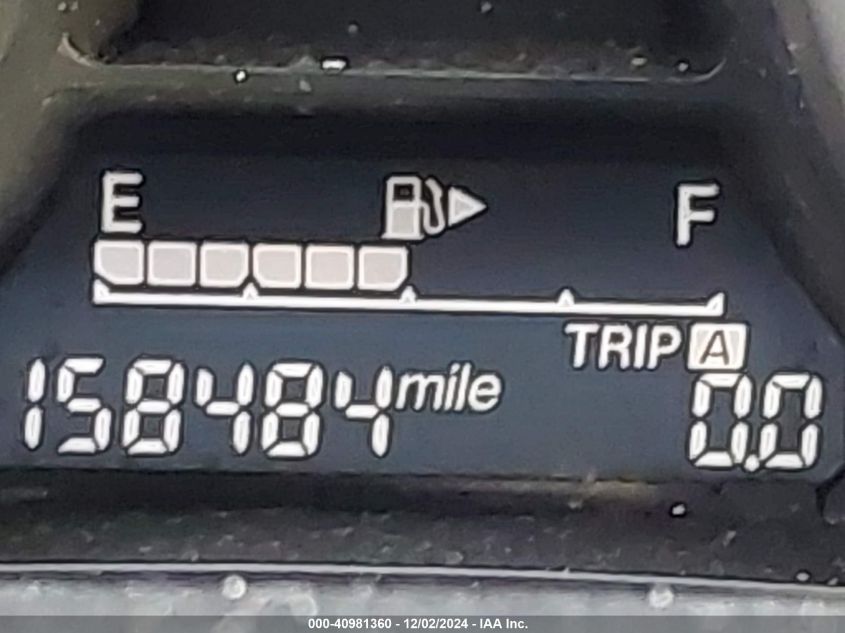 E F
TRIP A
158484 mile 0.0
000-40981360 - 12/02/2024 - IAA Inc.